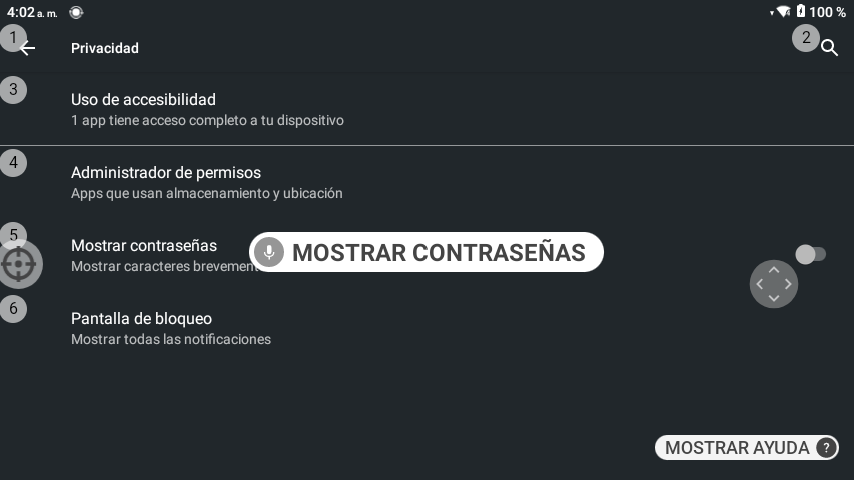 4:02 a. m.
100 %
1
Privacidad
2
3
Uso de accesibilidad
1 app tiene acceso completo a tu dispositivo
4
Administrador de permisos
Apps que usan almacenamiento y ubicación
5
Mostrar contraseñas
Mostrar caracteres
MOSTRAR CONTRASEÑAS
6
Pantalla de bloqueo
Mostrar todas las notificaciones
MOSTRAR AYUDA ?